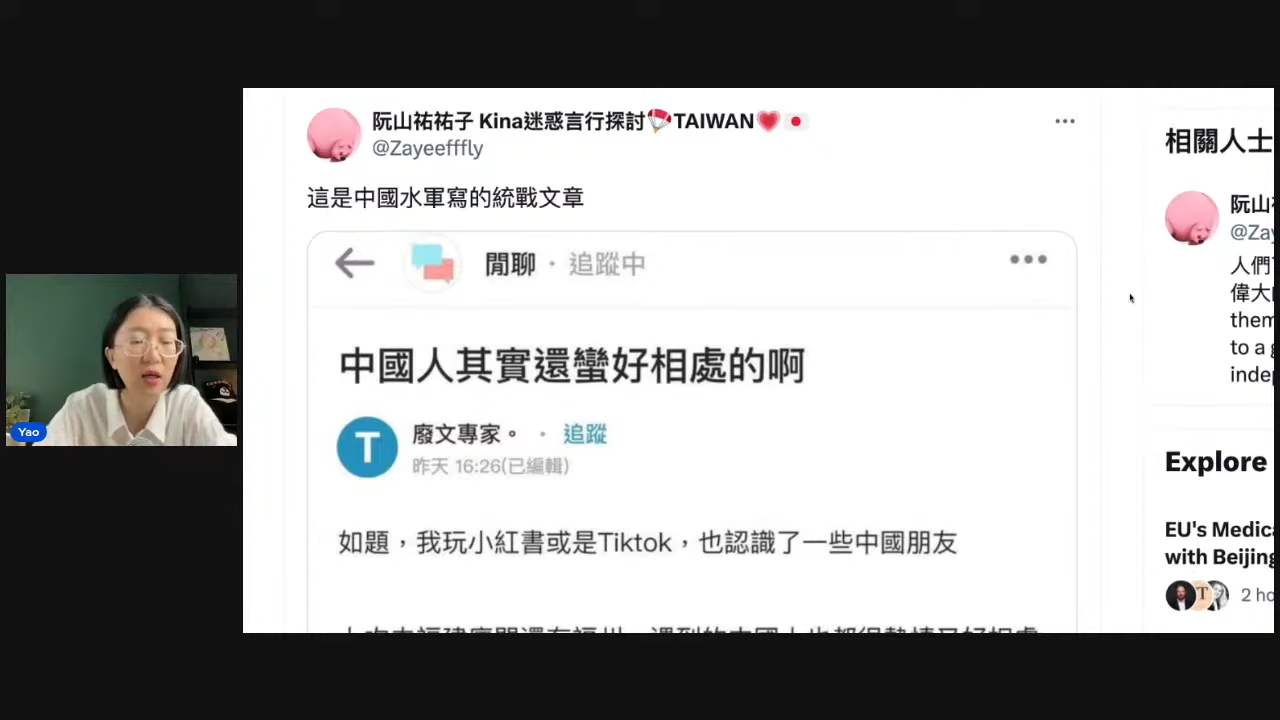 阮山祐祐子 Kina迷惑言行探討🪂TAIWAN💗🇯🇵
@Zayeefffly
這是中國水軍寫的統戰文章
閒聊 · 追蹤中
中國人其實還蠻好相處的啊
T
廢文專家。 · 追蹤
昨天 16:26(已編輯)
如題，我玩小紅書或是Tiktok，也認識了一些中國朋友
Yao
相關人士
阮山
@Zay
人們
偉大
them
to a
indep
Explore
EU's Medica
with Beijing
T
2 ho